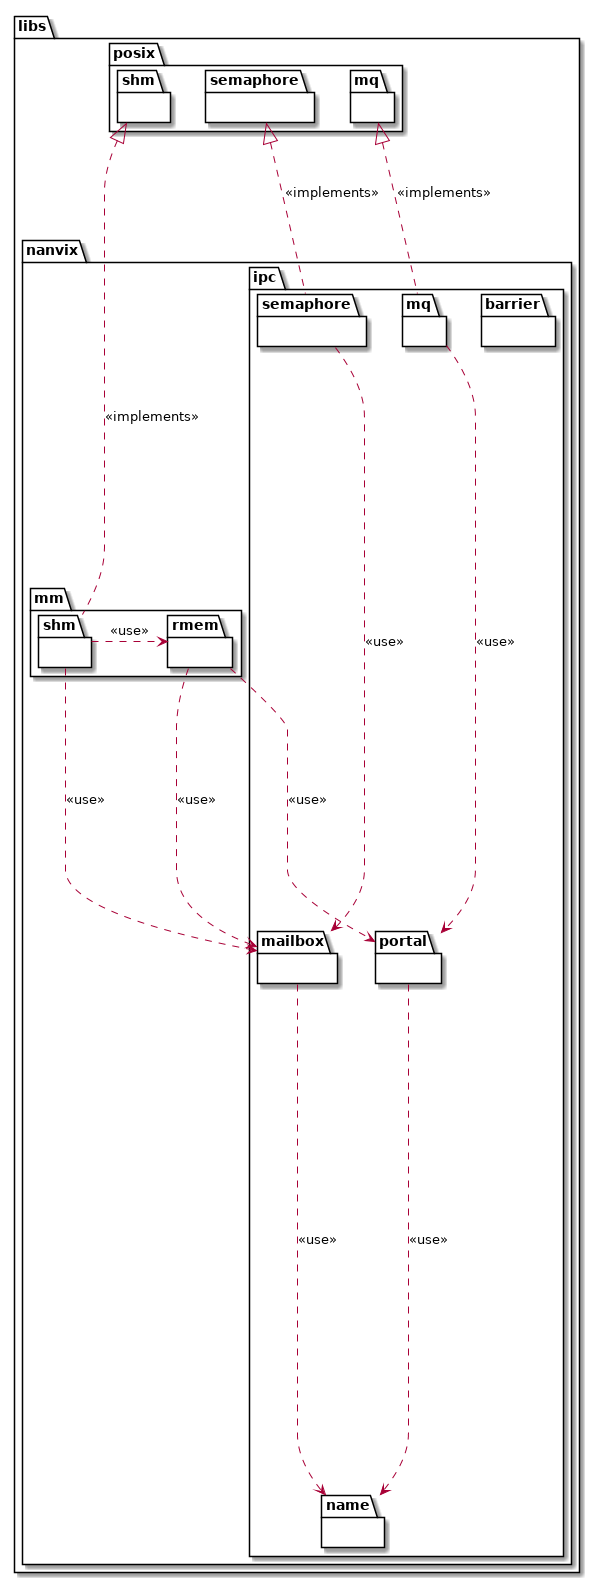 libs
posix
shm
semaphore
mq
«implements»
«implements»
nanvix
ipc
semaphore
mq
barrier
«implements»
mm
shm
«use»
rmem
«use»
«use»
«use»
«use»
«use»
mailbox
portal
«use»
«use»
name